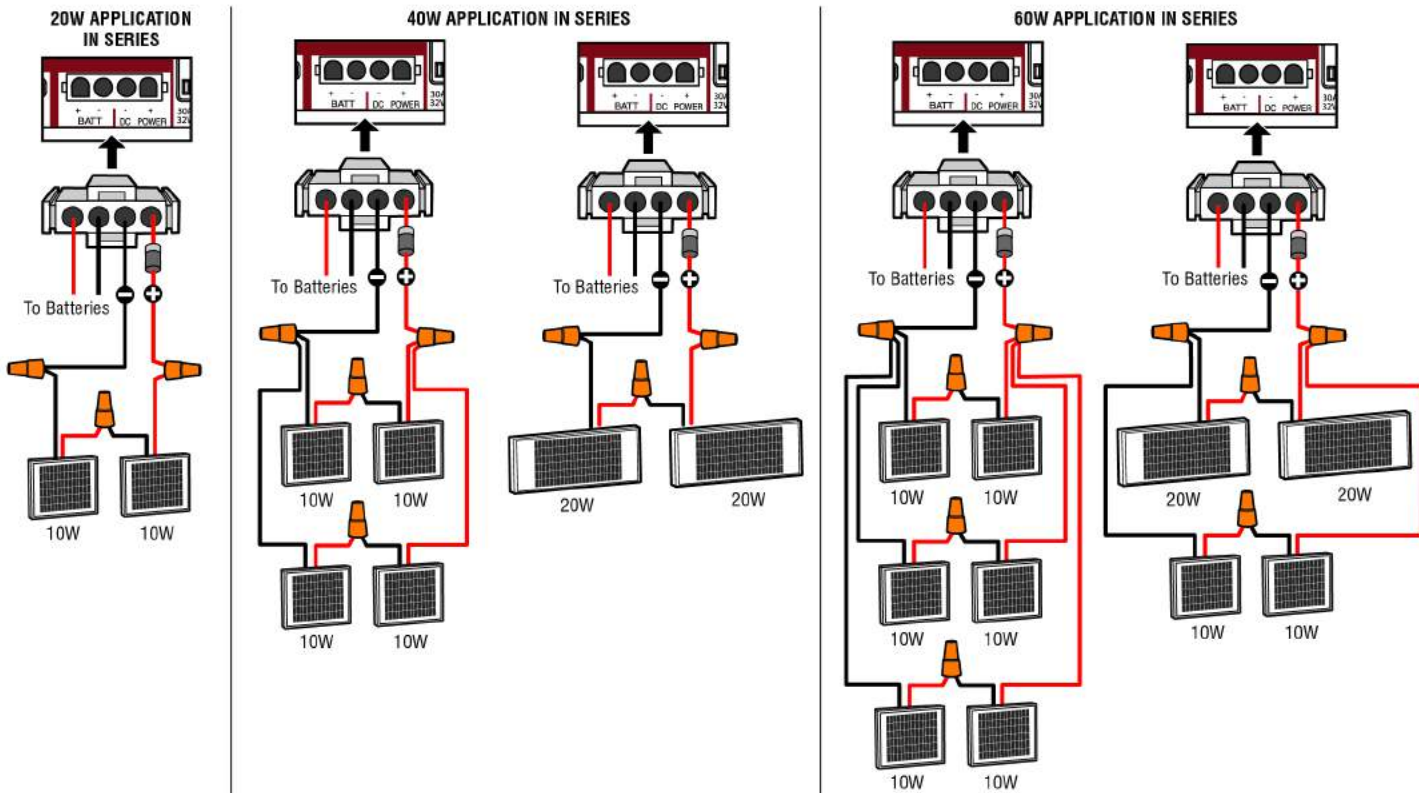 20W APPLICATION
IN SERIES
+ - - +
BATT DC POWER
30A
32V
To Batteries
10W 10W
40W APPLICATION IN SERIES
+ - - +
BATT DC POWER
30A
32V
To Batteries
10W 10W
10W 10W
+ - - +
BATT DC POWER
30A
32V
To Batteries
20W 20W
60W APPLICATION IN SERIES
+ - - +
BATT DC POWER
30A
32V
To Batteries
10W 10W
10W 10W
10W 10W
+ - - +
BATT DC POWER
30A
32V
To Batteries
20W 20W
10W 10W